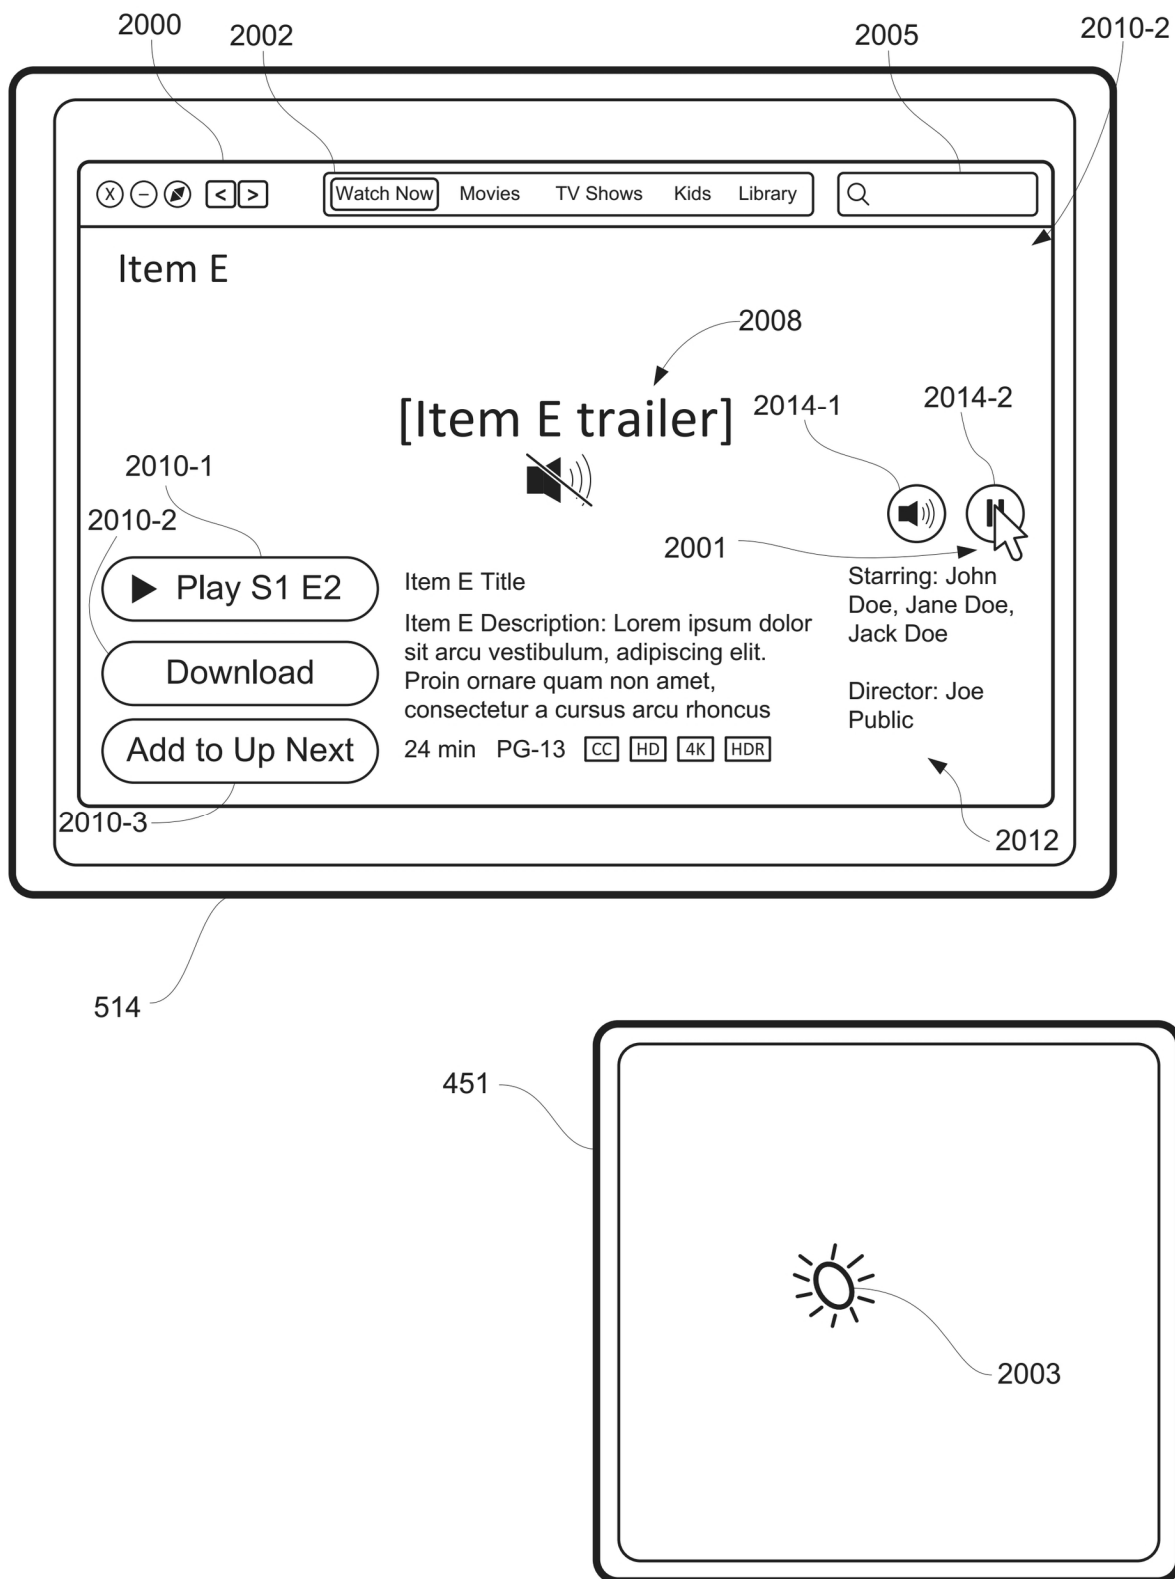 2000
2002
2005
2010-2
X
Watch Now Movies TV Shows Kids Library
< >
Item E
2008
[Item E trailer]
2014-1
2014-2
2010-1
2010-2
2001
Play S1 E2
Download
Add to Up Next
Item E Title
Item E Description: Lorem ipsum dolor
sit arcu vestibulum, adipiscing elit.
Proin ornare quam non amet,
consectetur a cursus arcu rhoncus
24 min PG-13 CC HD 4K HDR
Starring: John
Doe, Jane Doe,
Jack Doe
Director: Joe
Public
2010-3
2012
514
451
2003